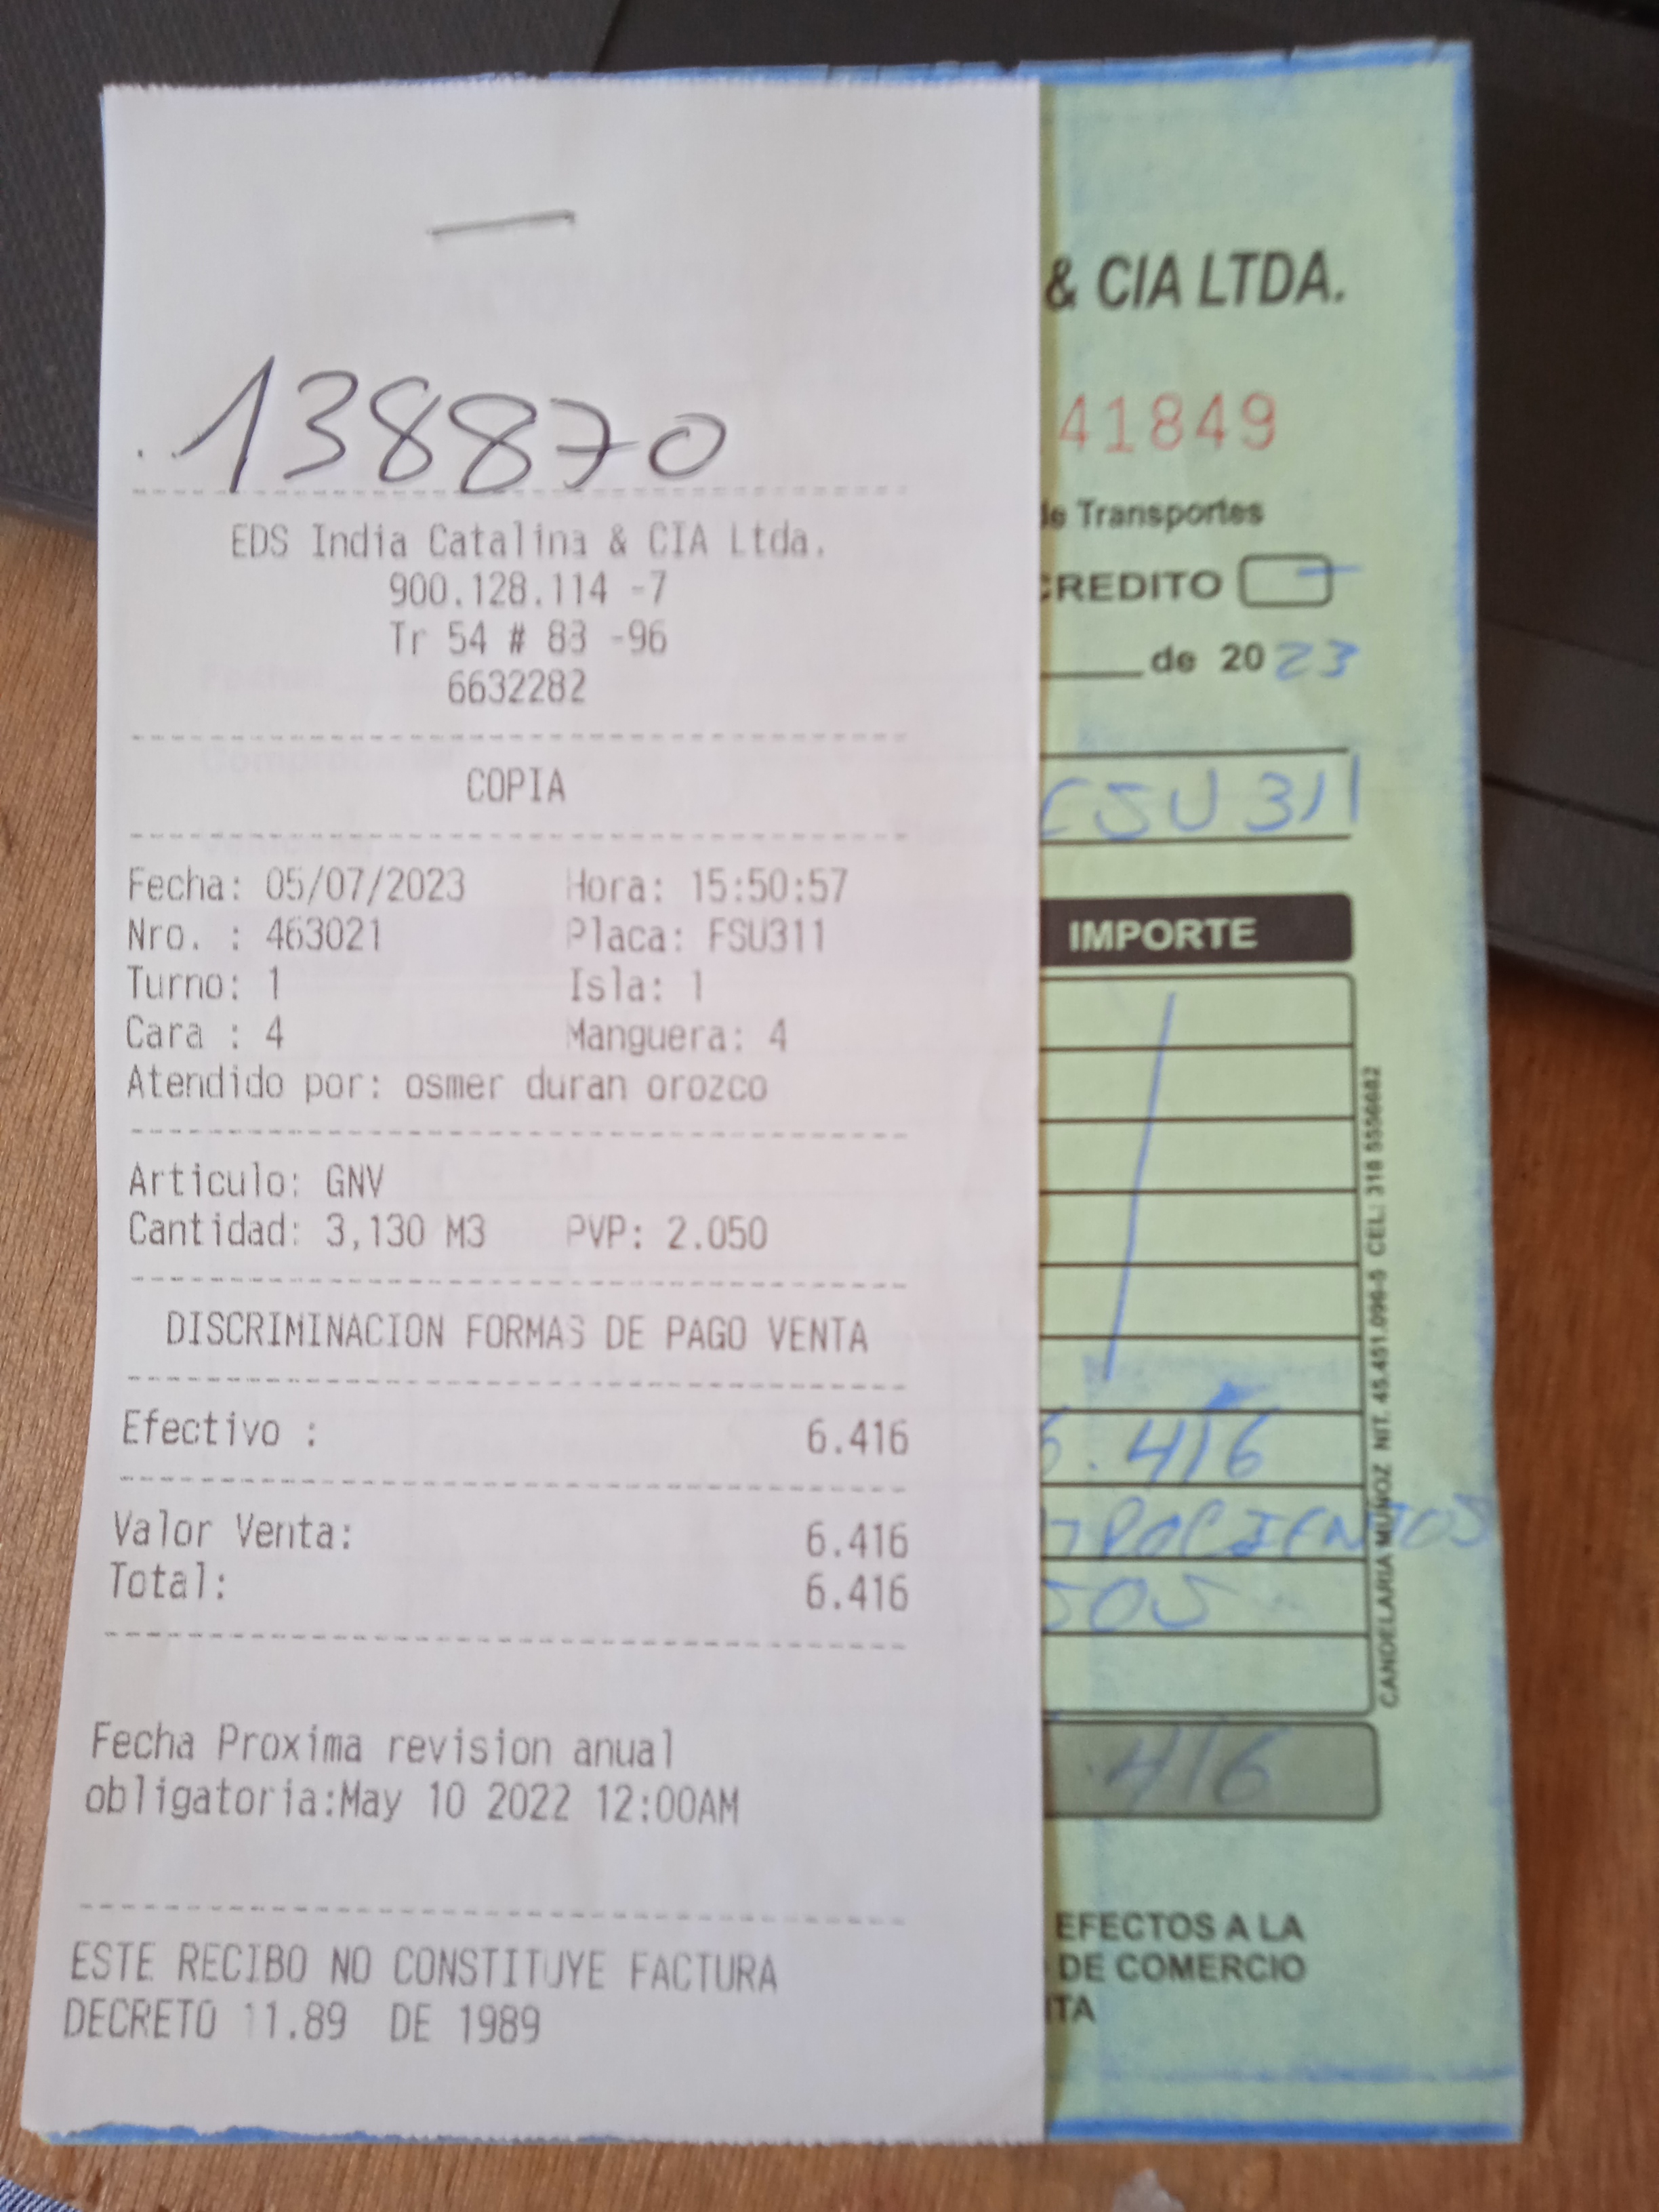 138870
EDS India Catalina & CIA Ltda.
900.128.114 -7
Tr 54 # 83 -96
6632282
COPIA
Fecha: 05/07/2023 Hora: 15:50:57
Nro. : 463021 Placa: FSU311
Turno: 1 Isla: 1
Cara : 4 Manguera: 4
Atendido por: osmer duran orozco
Articulo: GNV
Cantidad: 3,130 M3 PVP: 2.050
DISCRIMINACION FORMAS DE PAGO VENTA
Efectivo : 6.416
Valor Venta: 6.416
Total: 6.416
Fecha Proxima revision anual
obligatoria:May 10 2022 12:00AM
ESTE RECIBO NO CONSTITUYE FACTURA
DECRETO 11.89 DE 1989
& CIA LTDA.
41849
de Transportes
CREDITO
de 2023
FSU 311
IMPORTE
6.416
.416
EFECTOS A LA
DE COMERCIO
CANDELARIA MUÑOZ NIT. 45.451.096-5 CEL: 318 5556682